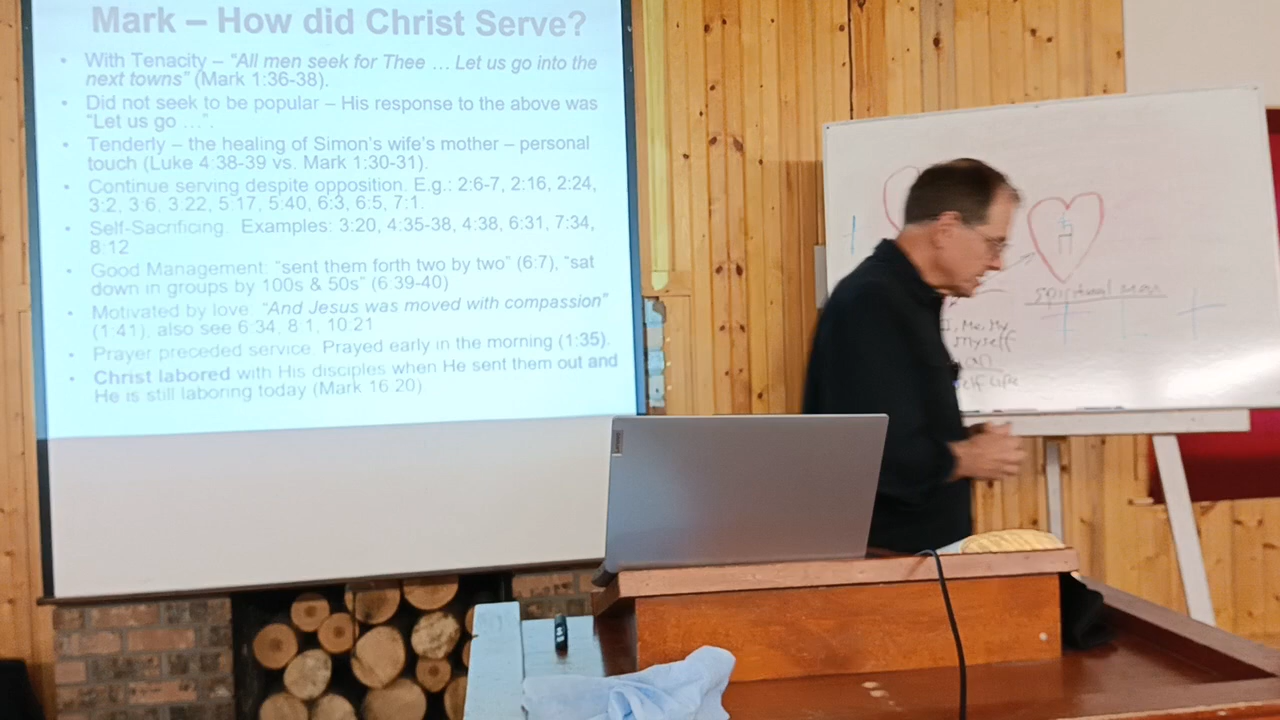 Mark – How did Christ Serve?
• With Tenacity – "All men seek for Thee … Let us go into the
next towns" (Mark 1:36-38).
• Did not seek to be popular – His response to the above was
"Let us go …".
• Tenderly – the healing of Simon's wife's mother – personal
touch (Luke 4:38-39 vs. Mark 1:30-31).
• Continue serving despite opposition. E.g.: 2:6-7, 2:16, 2:24,
3:2, 3:6, 3:22, 5:17, 5:40, 6:3, 6:5, 7:1.
• Self-Sacrificing. Examples: 3:20, 4:35-38, 4:38, 6:31, 7:34,
8:12
• Good Management: "sent them forth two by two" (6:7), "sat
down in groups by 100s & 50s" (6:39-40)
• Motivated by love "And Jesus was moved with compassion"
(1:41), also see 6:34, 8:1, 10:21
• Prayer preceded service. Prayed early in the morning (1:35).
• Christ labored with His disciples when He sent them out and
He is still laboring today (Mark 16:20)
Spiritual man
I, Me, My
myself
self life
Lenovo